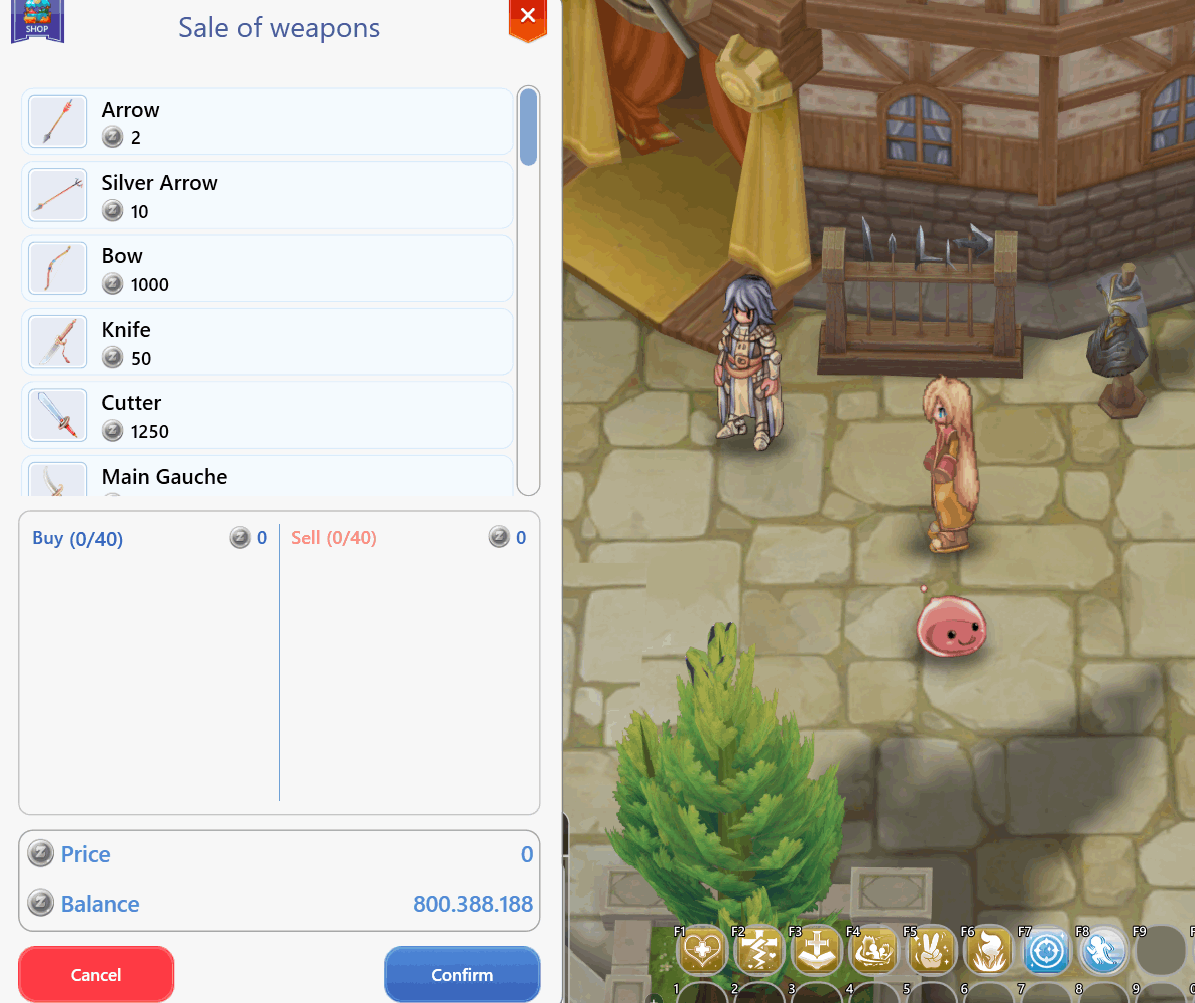 SHOP
Sale of weapons
Arrow
2
Silver Arrow
10
Bow
1000
Knife
50
Cutter
1250
Main Gauche
Buy (0/40)
0
Sell (0/40)
0
Price
0
Balance
800.388.188
Cancel
Confirm
F1 F2 F3 F4 F5 F6 F7 F8 F9 F
1 2 3 4 5 6 7 8 9 0